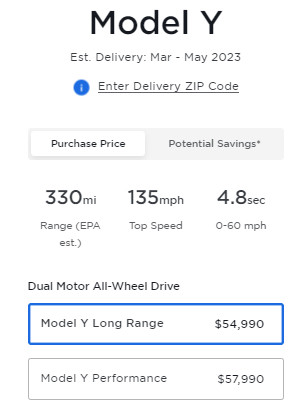 Model Y
Est. Delivery: Mar - May 2023
i Enter Delivery ZIP Code
Purchase Price Potential Savings*
330mi 135mph 4.8sec
Range (EPA Top Speed 0-60 mph
est.)
Dual Motor All-Wheel Drive
Model Y Long Range $54,990
Model Y Performance $57,990